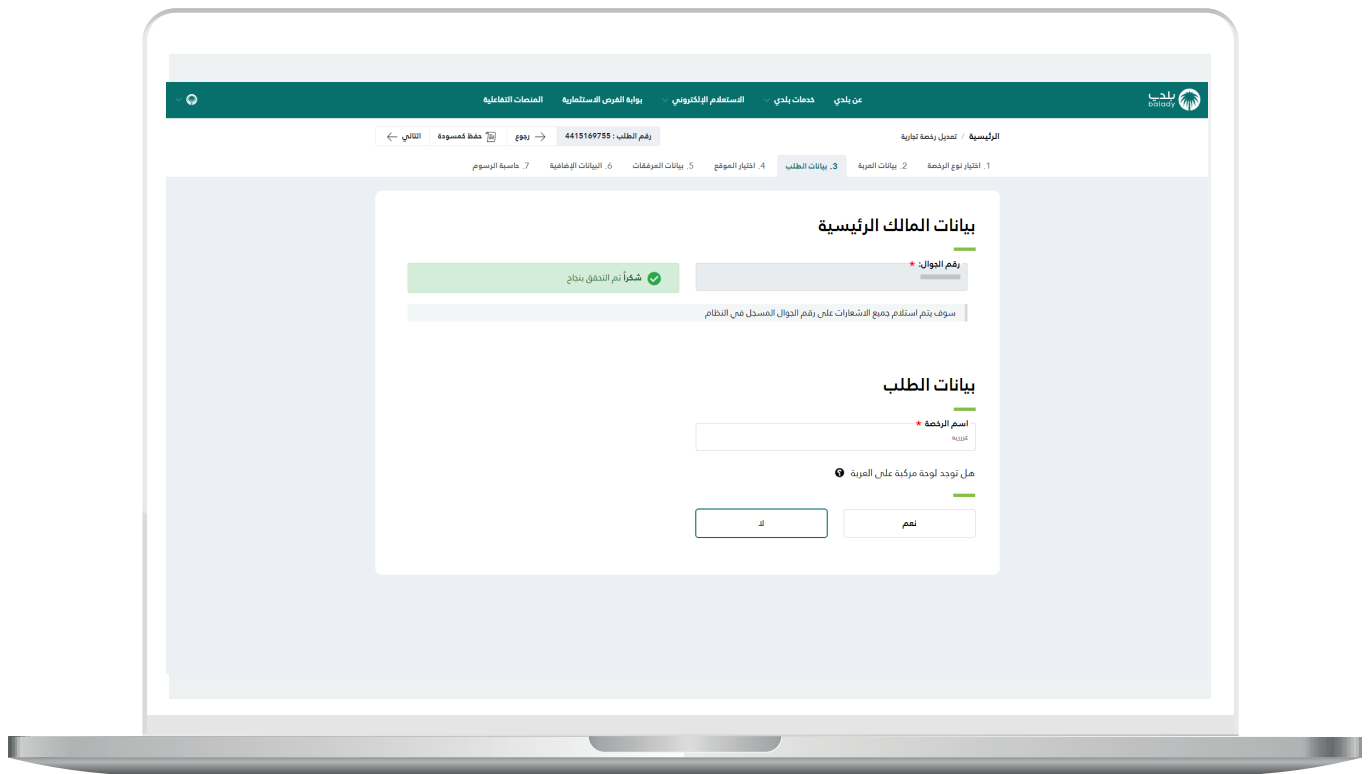 بلدي
balady
عن بلدي خدمات بلدي الاستعلام الإلكتروني بوابة الفرص الاستثمارية المنصات التفاعلية
الرئيسية / تعديل رخصة تجارية
رقم الطلب : 4415169755 رجوع حفظ كمسودة التالي
1. اختيار نوع الرخصة 2. بيانات العربة 3. بيانات الطلب 4. اختيار الموقع 5. بيانات المرفقات 6. البيانات الإضافية 7. حاسبة الرسوم
بيانات المالك الرئيسية
رقم الجوال: *
شكراً تم التحقق بنجاح
سوف يتم استلام جميع الاشعارات على رقم الجوال المسجل في النظام
بيانات الطلب
اسم الرخصة *
هل توجد لوحة مركبة على العربة
نعم لا